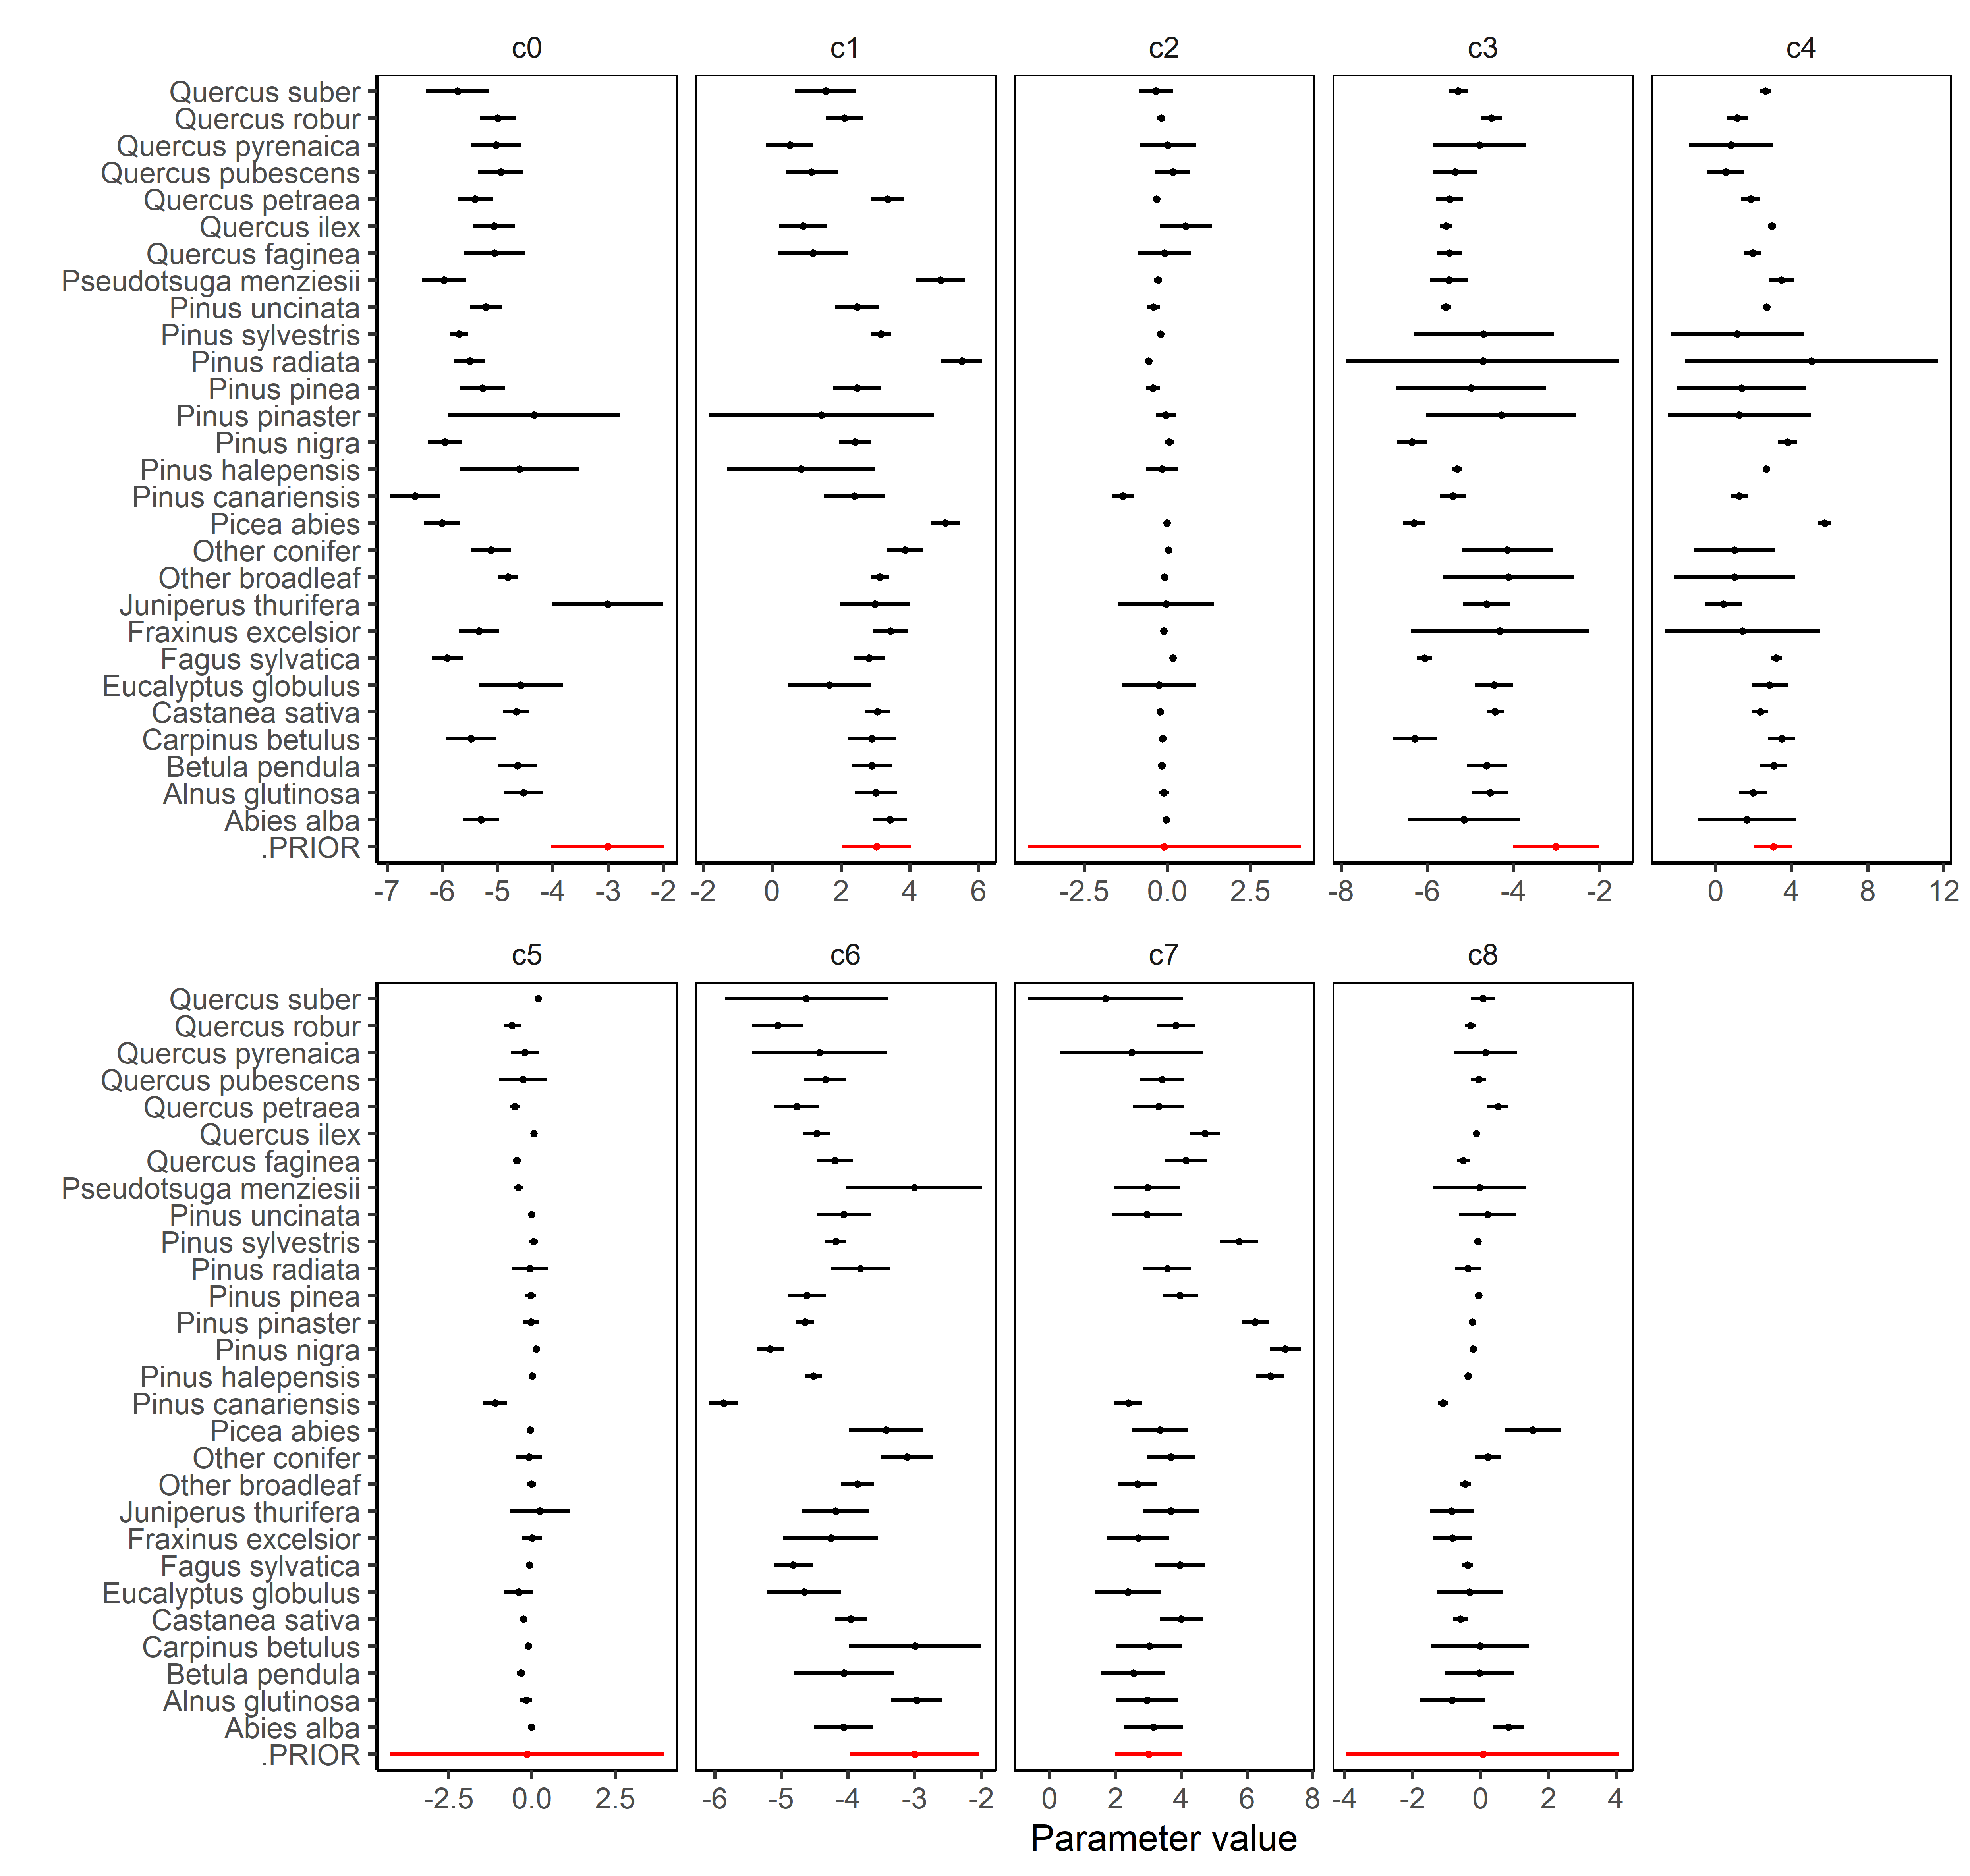 c0 c1 c2 c3 c4
Quercus suber
Quercus robur
Quercus pyrenaica
Quercus pubescens
Quercus petraea
Quercus ilex
Quercus faginea
Pseudotsuga menziesii
Pinus uncinata
Pinus sylvestris
Pinus radiata
Pinus pinea
Pinus pinaster
Pinus nigra
Pinus halepensis
Pinus canariensis
Picea abies
Other conifer
Other broadleaf
Juniperus thurifera
Fraxinus excelsior
Fagus sylvatica
Eucalyptus globulus
Castanea sativa
Carpinus betulus
Betula pendula
Alnus glutinosa
Abies alba
.PRIOR
-7 -6 -5 -4 -3 -2 -2 0 2 4 6 -2.5 0.0 2.5 -8 -6 -4 -2 0 4 8 12
c5 c6 c7 c8
Quercus suber
Quercus robur
Quercus pyrenaica
Quercus pubescens
Quercus petraea
Quercus ilex
Quercus faginea
Pseudotsuga menziesii
Pinus uncinata
Pinus sylvestris
Pinus radiata
Pinus pinea
Pinus pinaster
Pinus nigra
Pinus halepensis
Pinus canariensis
Picea abies
Other conifer
Other broadleaf
Juniperus thurifera
Fraxinus excelsior
Fagus sylvatica
Eucalyptus globulus
Castanea sativa
Carpinus betulus
Betula pendula
Alnus glutinosa
Abies alba
.PRIOR
-2.5 0.0 2.5 -6 -5 -4 -3 -2 0 2 4 6 8 -4 -2 0 2 4
Parameter value